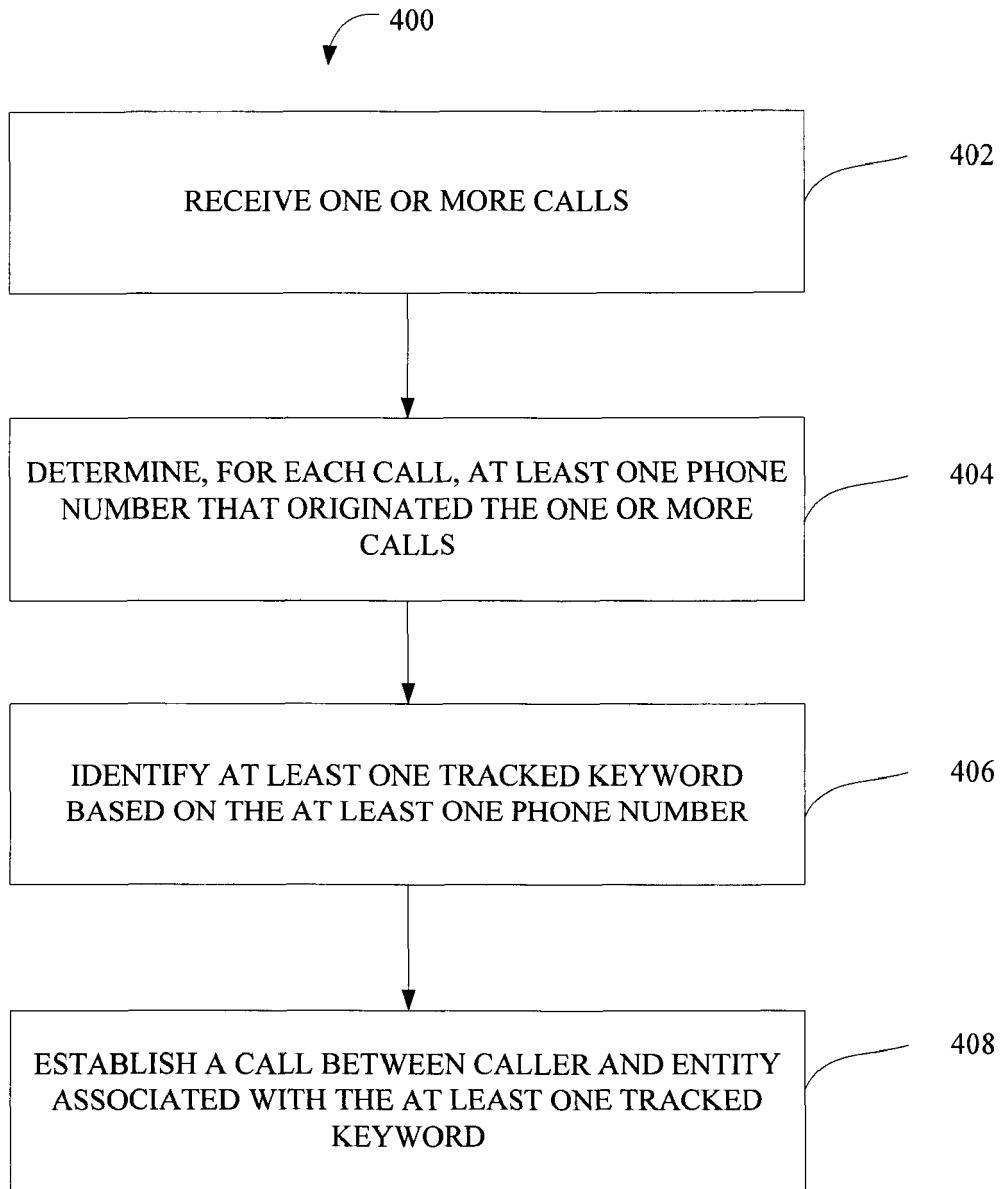 400
RECEIVE ONE OR MORE CALLS
402
DETERMINE, FOR EACH CALL, AT LEAST ONE PHONE
NUMBER THAT ORIGINATED THE ONE OR MORE
CALLS
404
IDENTIFY AT LEAST ONE TRACKED KEYWORD
BASED ON THE AT LEAST ONE PHONE NUMBER
406
ESTABLISH A CALL BETWEEN CALLER AND ENTITY
ASSOCIATED WITH THE AT LEAST ONE TRACKED
KEYWORD
408